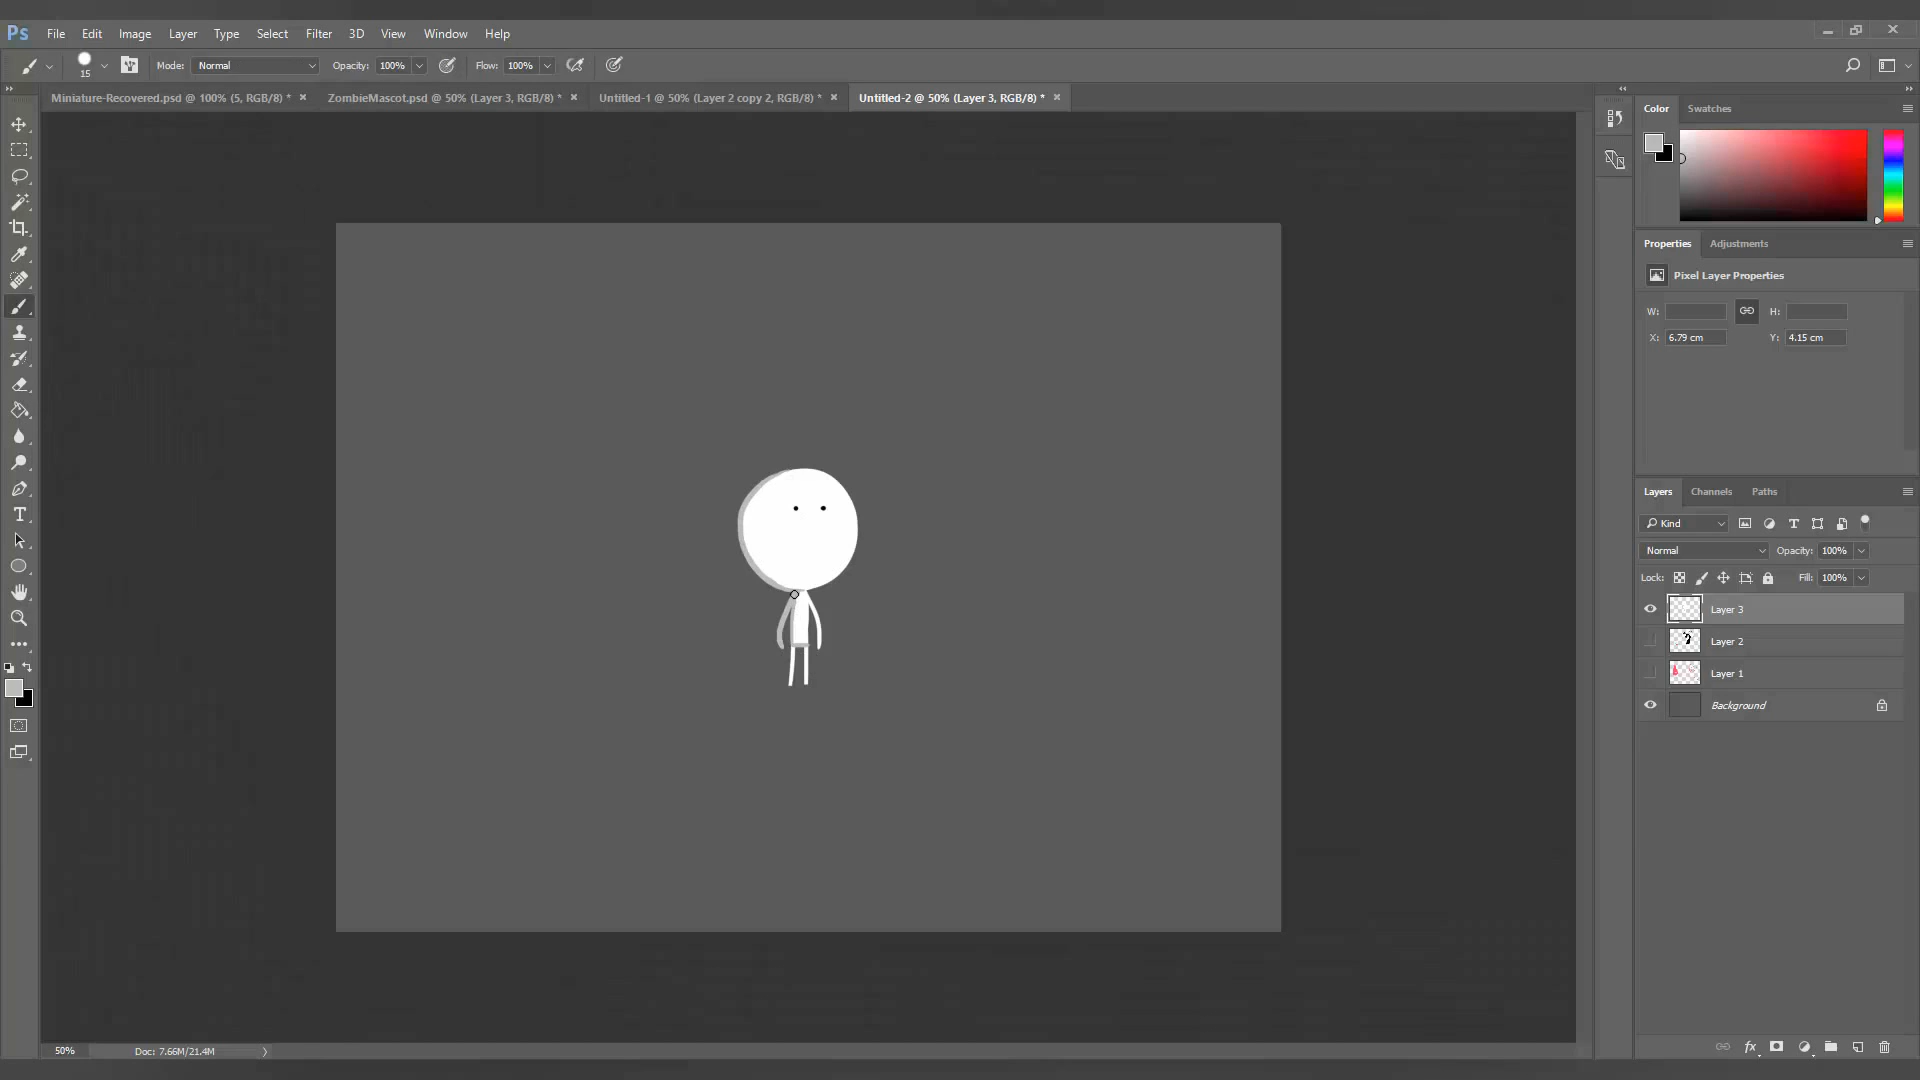 Ps File Edit Image Layer Type Select Filter 3D View Window Help
15 Mode: Normal Opacity: 100% Flow: 100%
Miniature-Recovered.psd @ 100% (5, RGB/8) * ZombieMascot.psd @ 50% (Layer 3, RGB/8) * Untitled-1 @ 50% (Layer 2 copy 2, RGB/8) * Untitled-2 @ 50% (Layer 3, RGB/8) *
Color Swatches
Properties Adjustments
Pixel Layer Properties
W: H:
X: 6.79 cm Y: 4.15 cm
Layers Channels Paths
Kind
Normal Opacity: 100%
Lock: Fill: 100%
Layer 3
Layer 2
Layer 1
Background
fx
50% Doc: 7.66M/21.4M